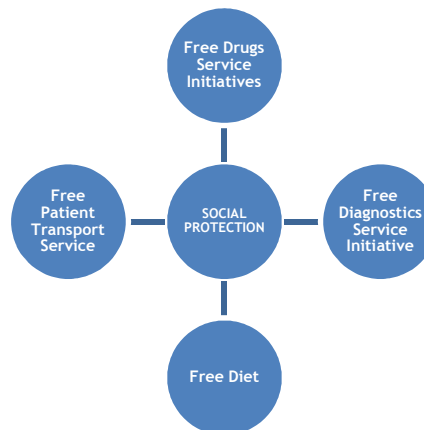 Free Drugs
Service
Initiatives
Free
Patient
Transport
Service
SOCIAL
PROTECTION
Free
Diagnostics
Service
Initiative
Free Diet